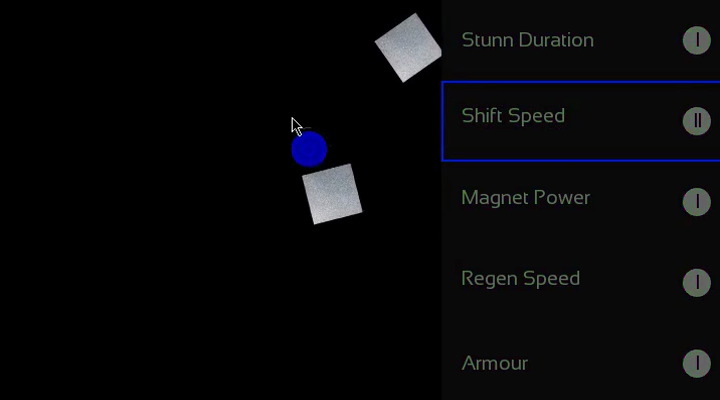 Stunn Duration I
Shift Speed II
Magnet Power I
Regen Speed I
Armour I